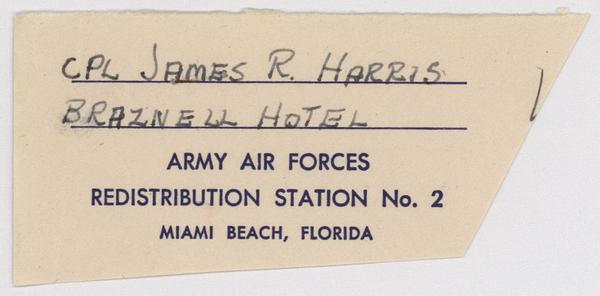 CPL JAMES R. HARRIS
BRAZNELL HOTEL
ARMY AIR FORCES
REDISTRIBUTION STATION No. 2
MIAMI BEACH, FLORIDA